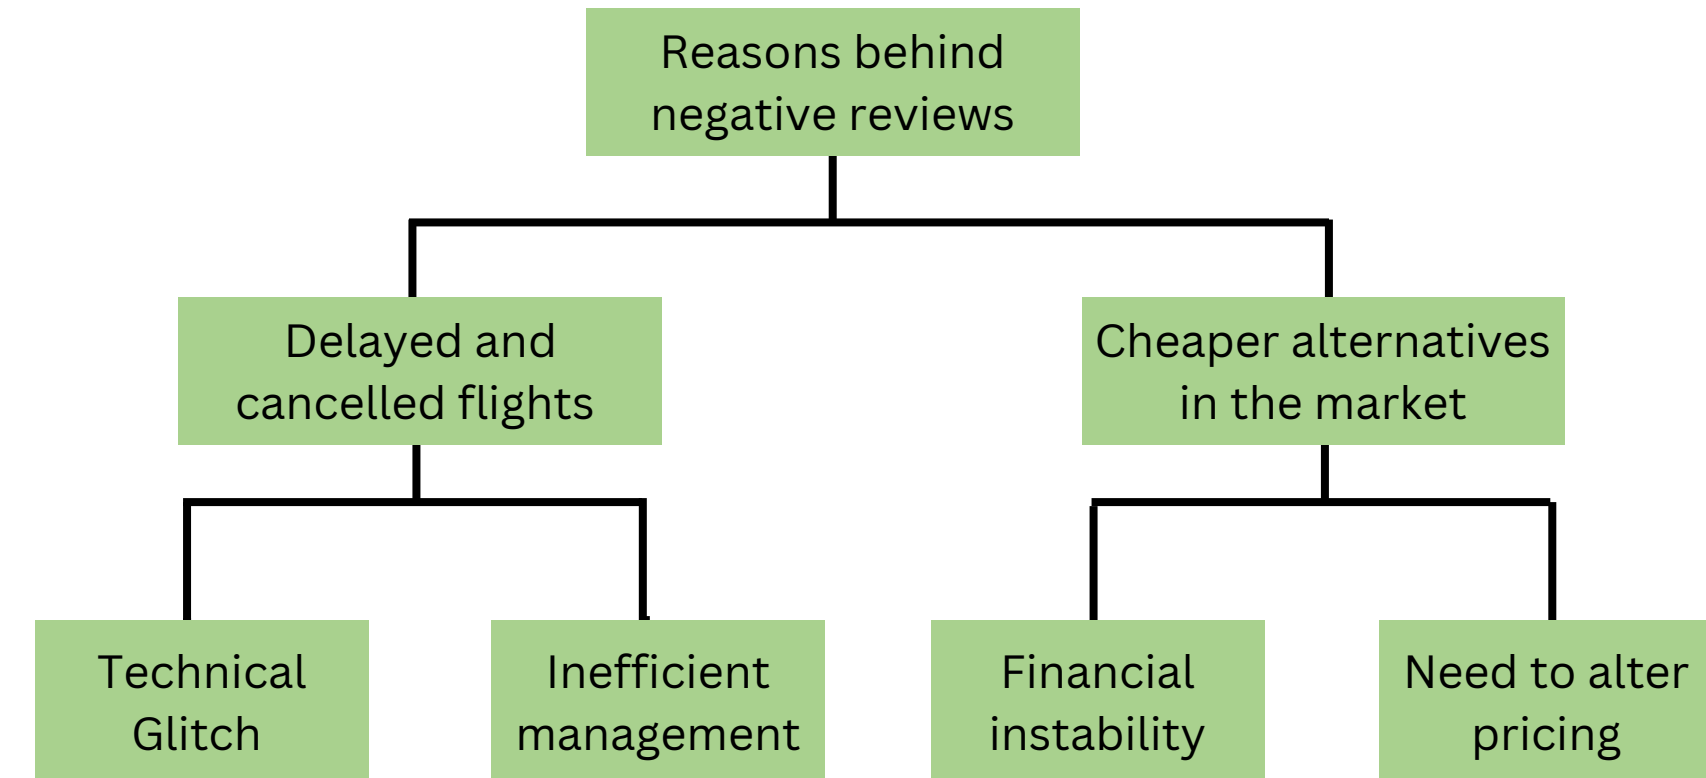 Reasons behind
negative reviews
Delayed and
cancelled flights
Cheaper alternatives
in the market
Technical
Glitch
Inefficient
management
Financial
instability
Need to alter
pricing